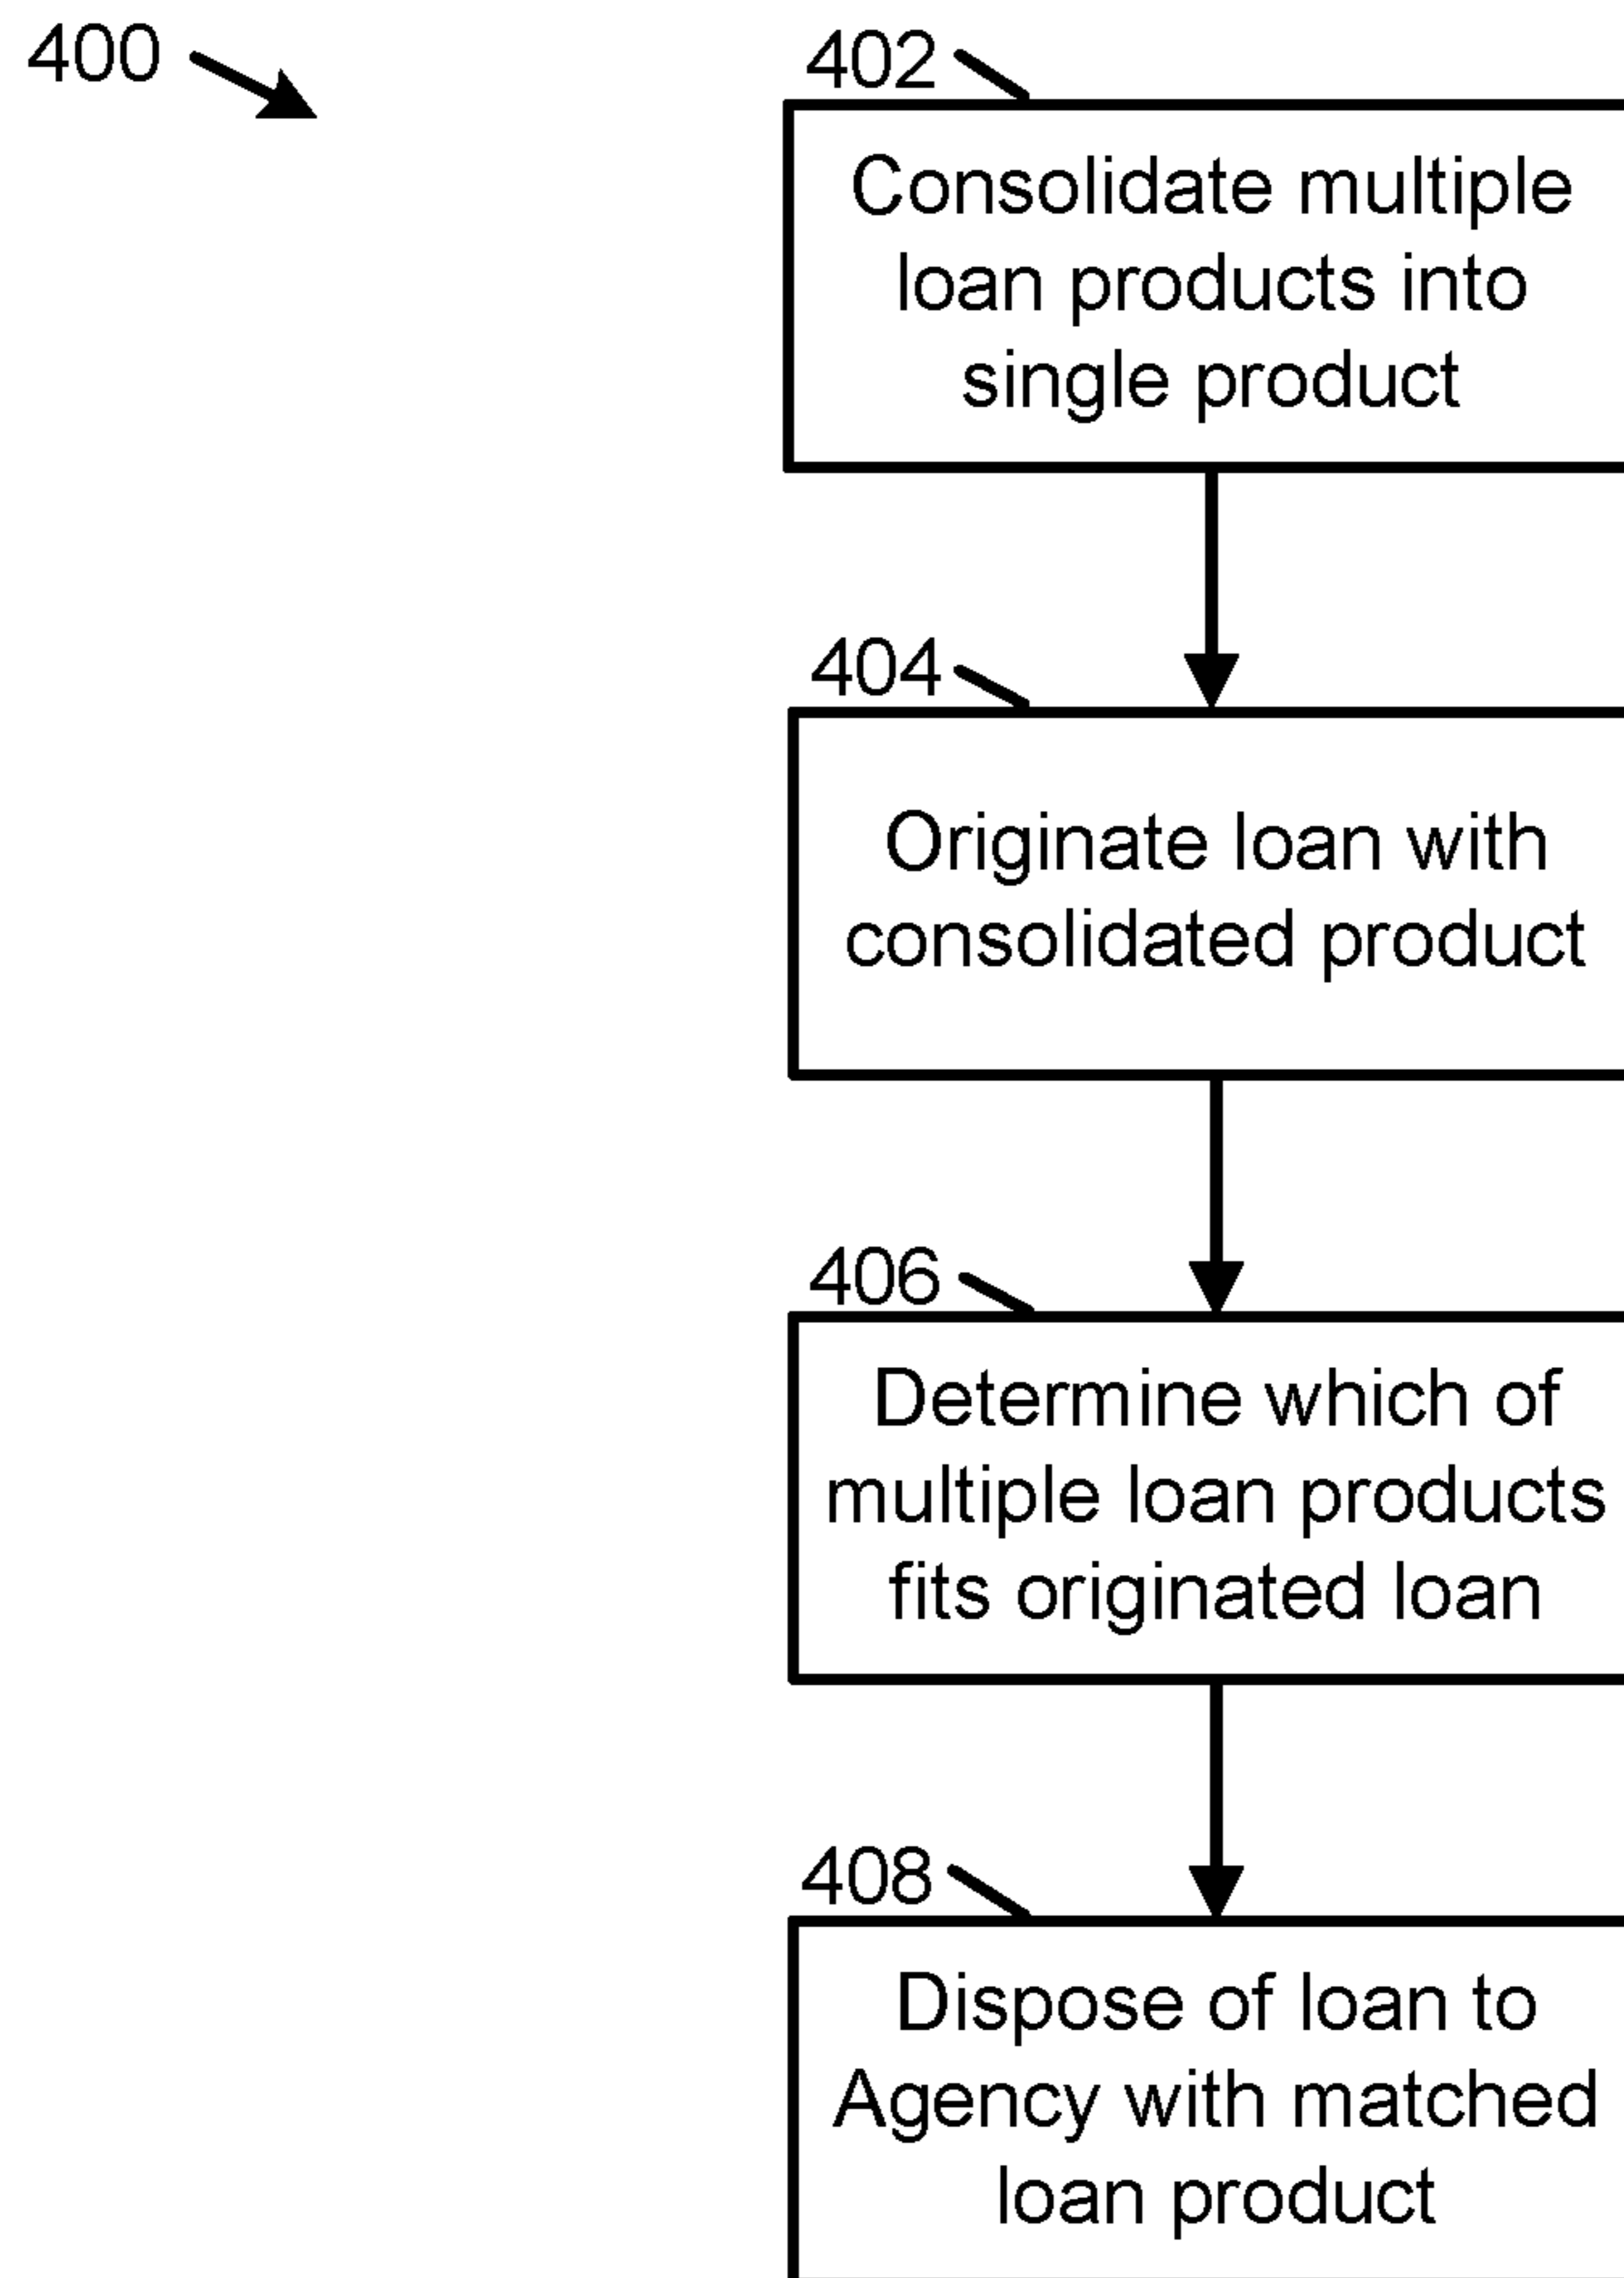 400
402
Consolidate multiple
loan products into
single product
404
Originate loan with
consolidated product
406
Determine which of
multiple loan products
fits originated loan
408
Dispose of loan to
Agency with matched
loan product